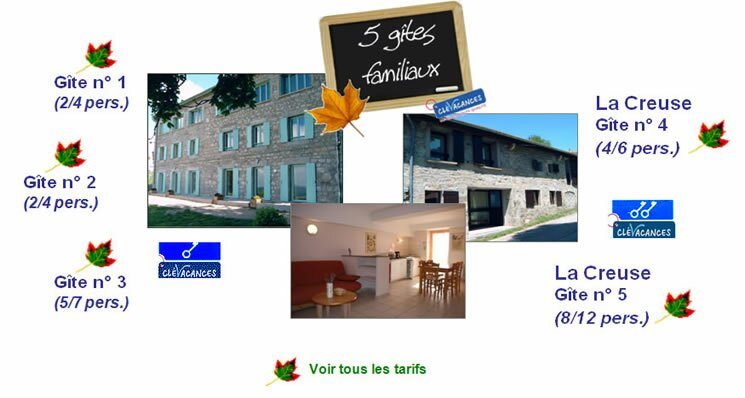 5 gîtes
familiaux
CLÉVACANCES
Gîte n° 1
(2/4 pers.)
Gîte n° 2
(2/4 pers.)
Gîte n° 3
(5/7 pers.)
CLÉVACANCES
La Creuse
Gîte n° 4
(4/6 pers.)
CLÉVACANCES
La Creuse
Gîte n° 5
(8/12 pers.)
Voir tous les tarifs